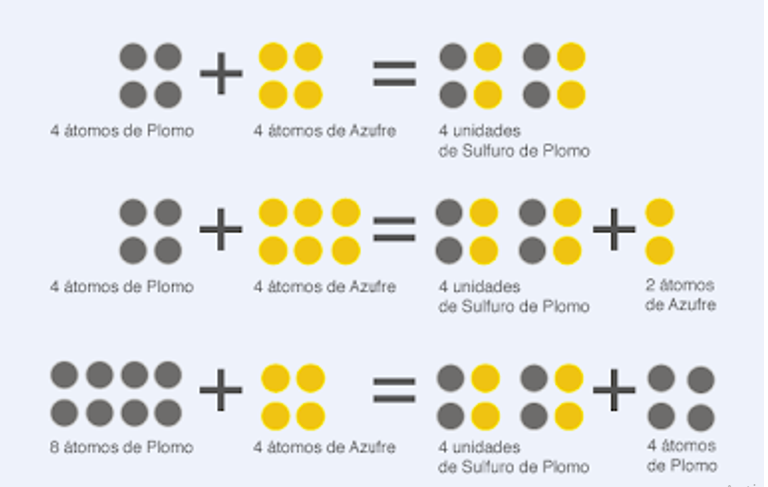 4 átomos de Plomo
4 átomos de Azufre
4 unidades
de Sulfuro de Plomo
4 átomos de Plomo
4 átomos de Azufre
4 unidades
de Sulfuro de Plomo
2 átomos
de Azufre
8 átomos de Plomo
4 átomos de Azufre
4 unidades
de Sulfuro de Plomo
4 átomos
de Plomo